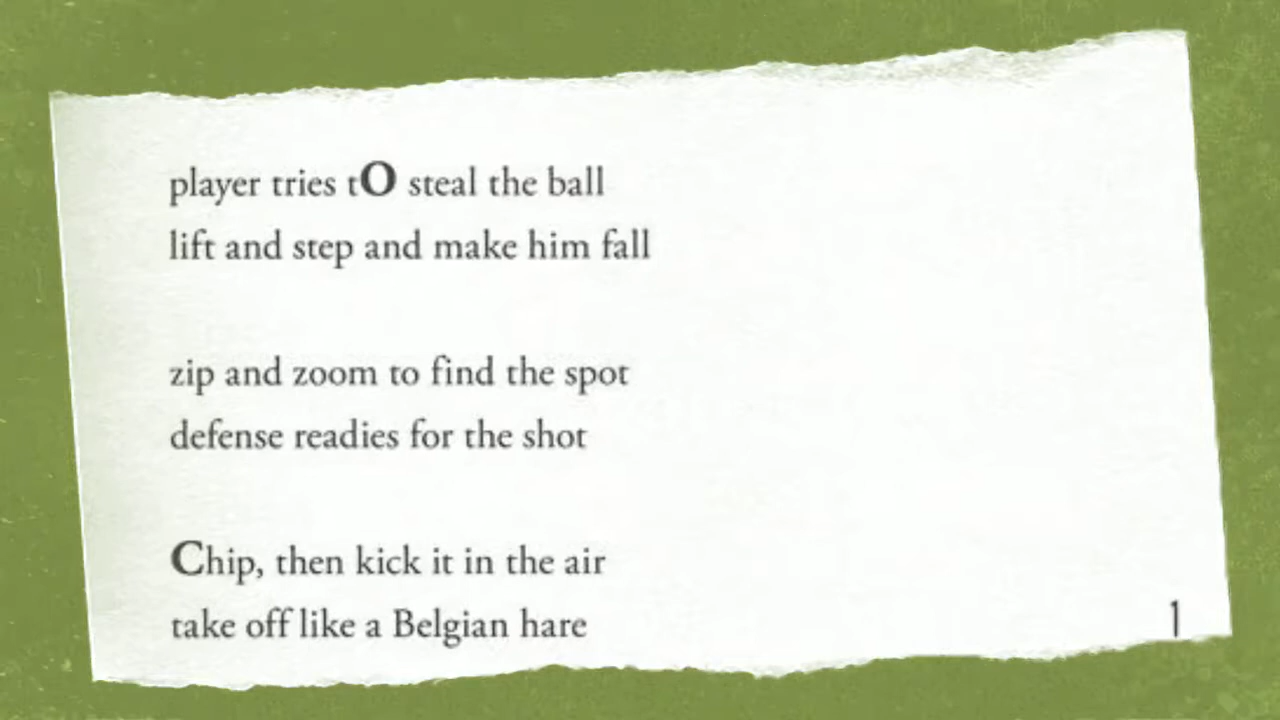 player tries tO steal the ball
lift and step and make him fall
zip and zoom to find the spot
defense readies for the shot
Chip, then kick it in the air
take off like a Belgian hare
1